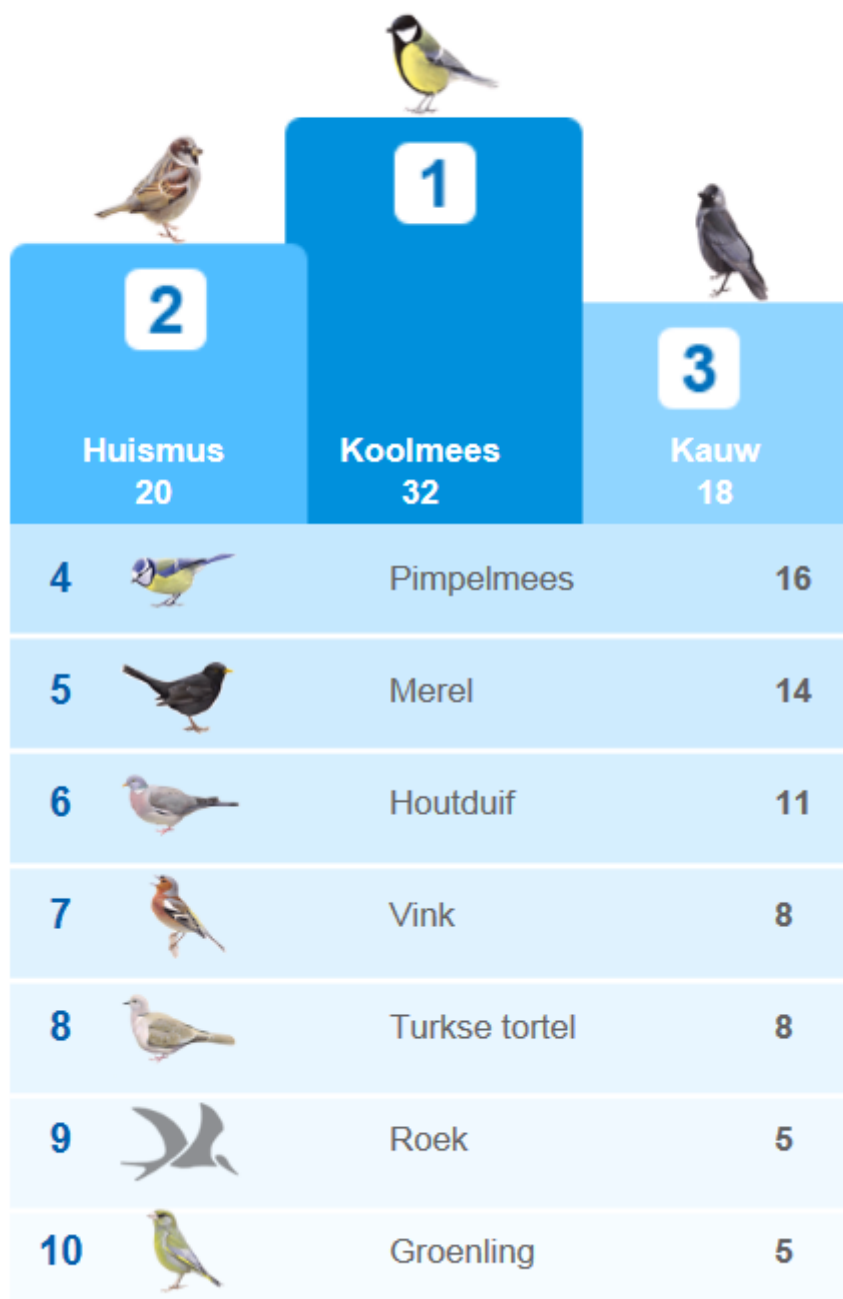 1
2
3
Huismus Koolmees Kauw
20 32 18
4 Pimpelmees 16
5 Merel 14
6 Houtduif 11
7 Vink 8
8 Turkse tortel 8
9 Roek 5
10 Groenling 5